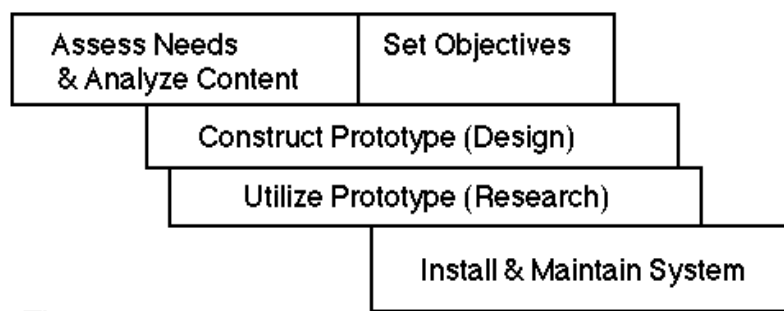 Assess Needs
& Analyze Content
Set Objectives
Construct Prototype (Design)
Utilize Prototype (Research)
Install & Maintain System